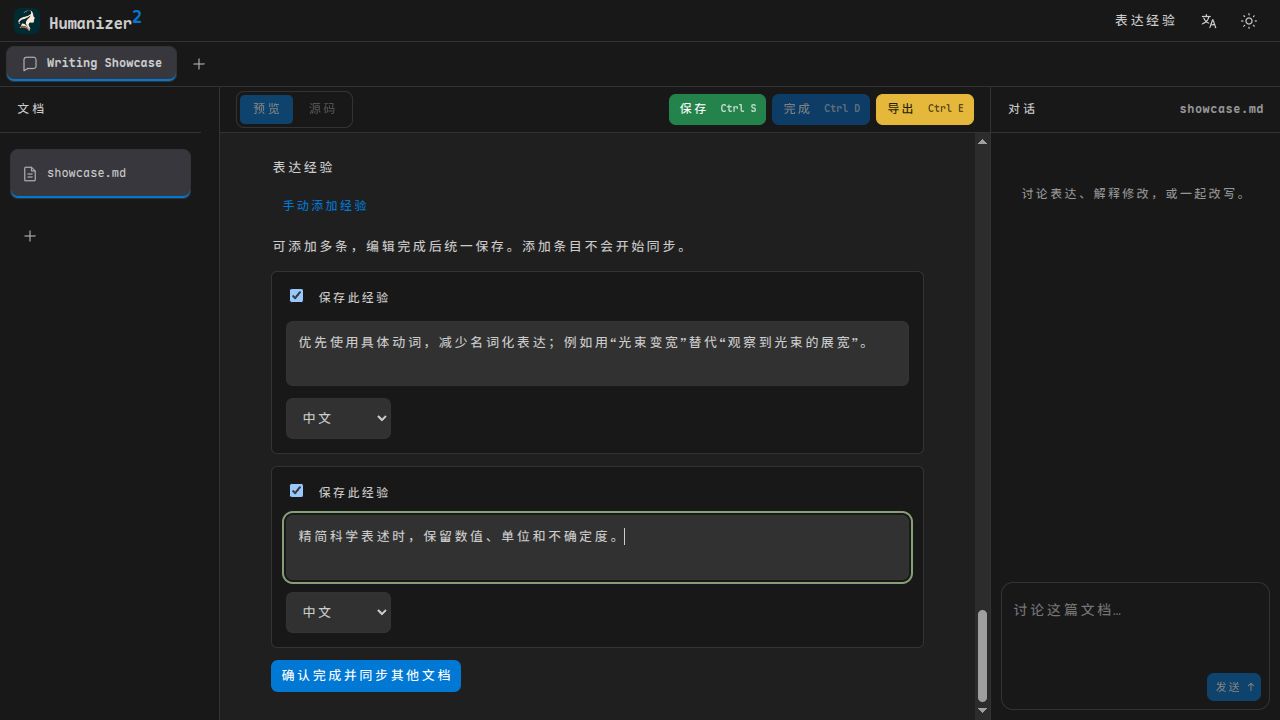 Humanizer2
表达经验
Writing Showcase
文档
预览
源码
保存 Ctrl S
完成 Ctrl D
导出 Ctrl E
对话
showcase.md
showcase.md
表达经验
手动添加经验
可添加多条，编辑完成后统一保存。添加条目不会开始同步。
保存此经验
优先使用具体动词，减少名词化表达；例如用“光束变宽”替代“观察到光束的展宽”。
中文
保存此经验
精简科学表述时，保留数值、单位和不确定度。
中文
确认完成并同步其他文档
讨论表达、解释修改，或一起改写。
讨论这篇文档…
发送 ↑